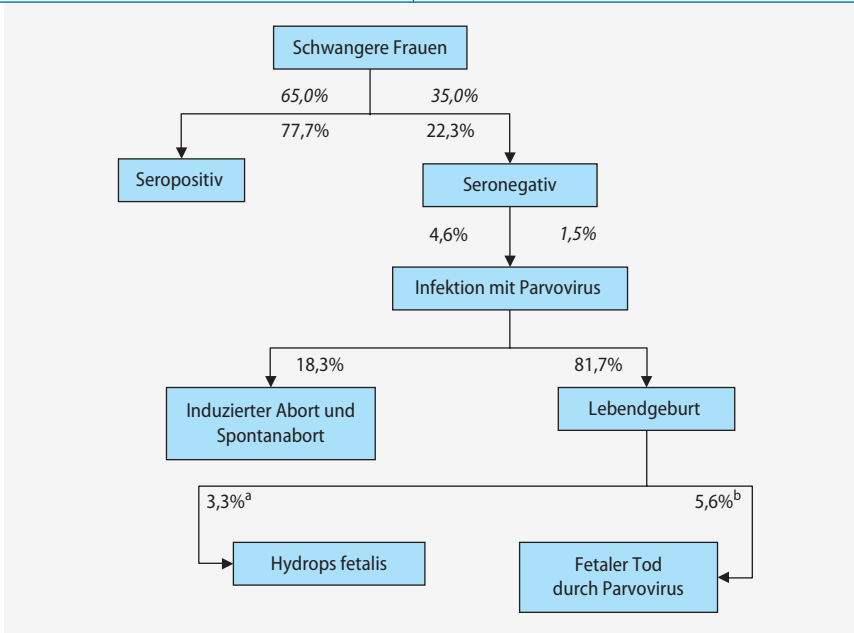 Schwangere Frauen
65,0% 35,0%
77,7% 22,3%
Seropositiv
Seronegativ
4,6% 1,5%
Infektion mit Parvovirus
18,3% 81,7%
Induzierter Abort und
Spontanabort
Lebendgeburt
3,3%a 5,6%b
Hydrops fetalis
Fetaler Tod
durch Parvovirus